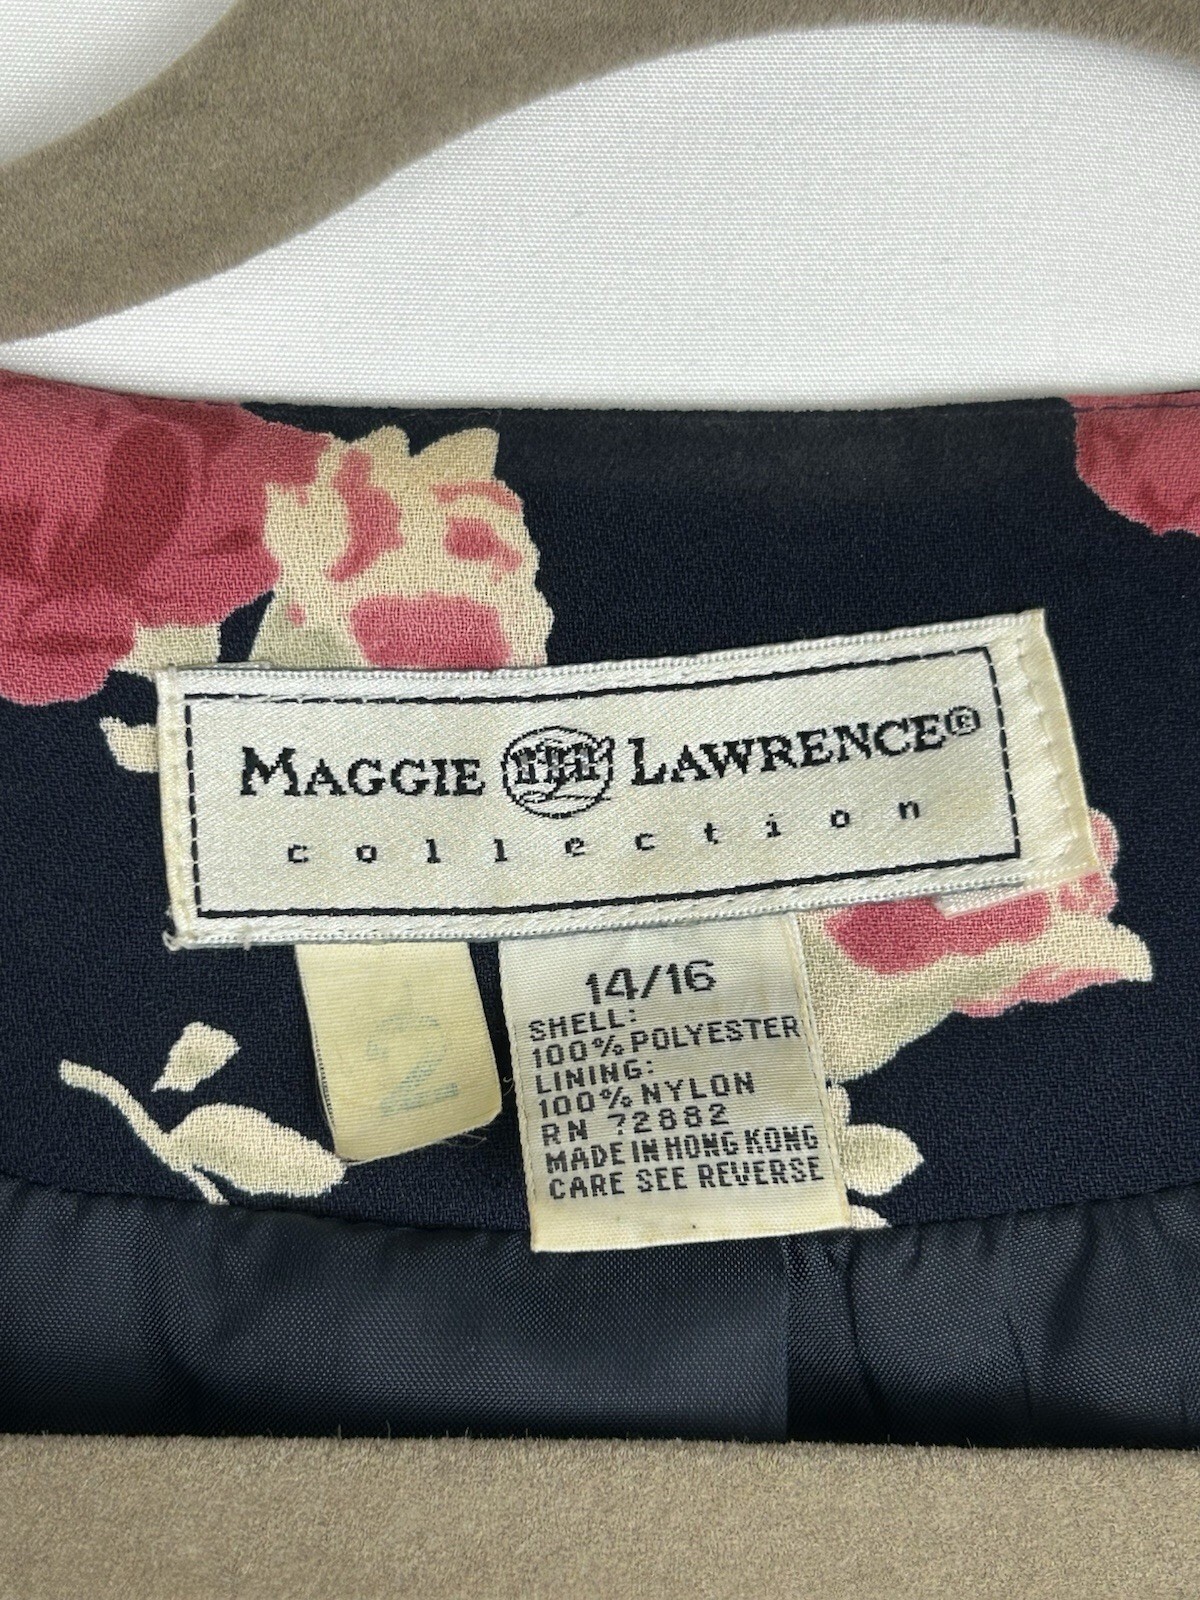 MAGGIE LAWRENCE®
collection
14/16
SHELL:
100% POLYESTER
LINING:
100% NYLON
RN 72882
MADE IN HONG KONG
CARE SEE REVERSE
2